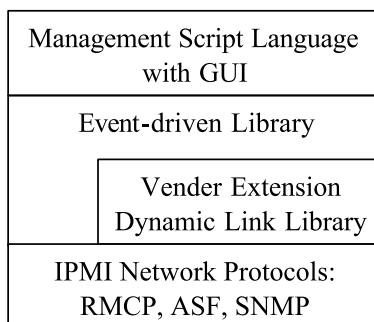 Management Script Language
with GUI
Event-driven Library
Vender Extension
Dynamic Link Library
IPMI Network Protocols:
RMCP, ASF, SNMP